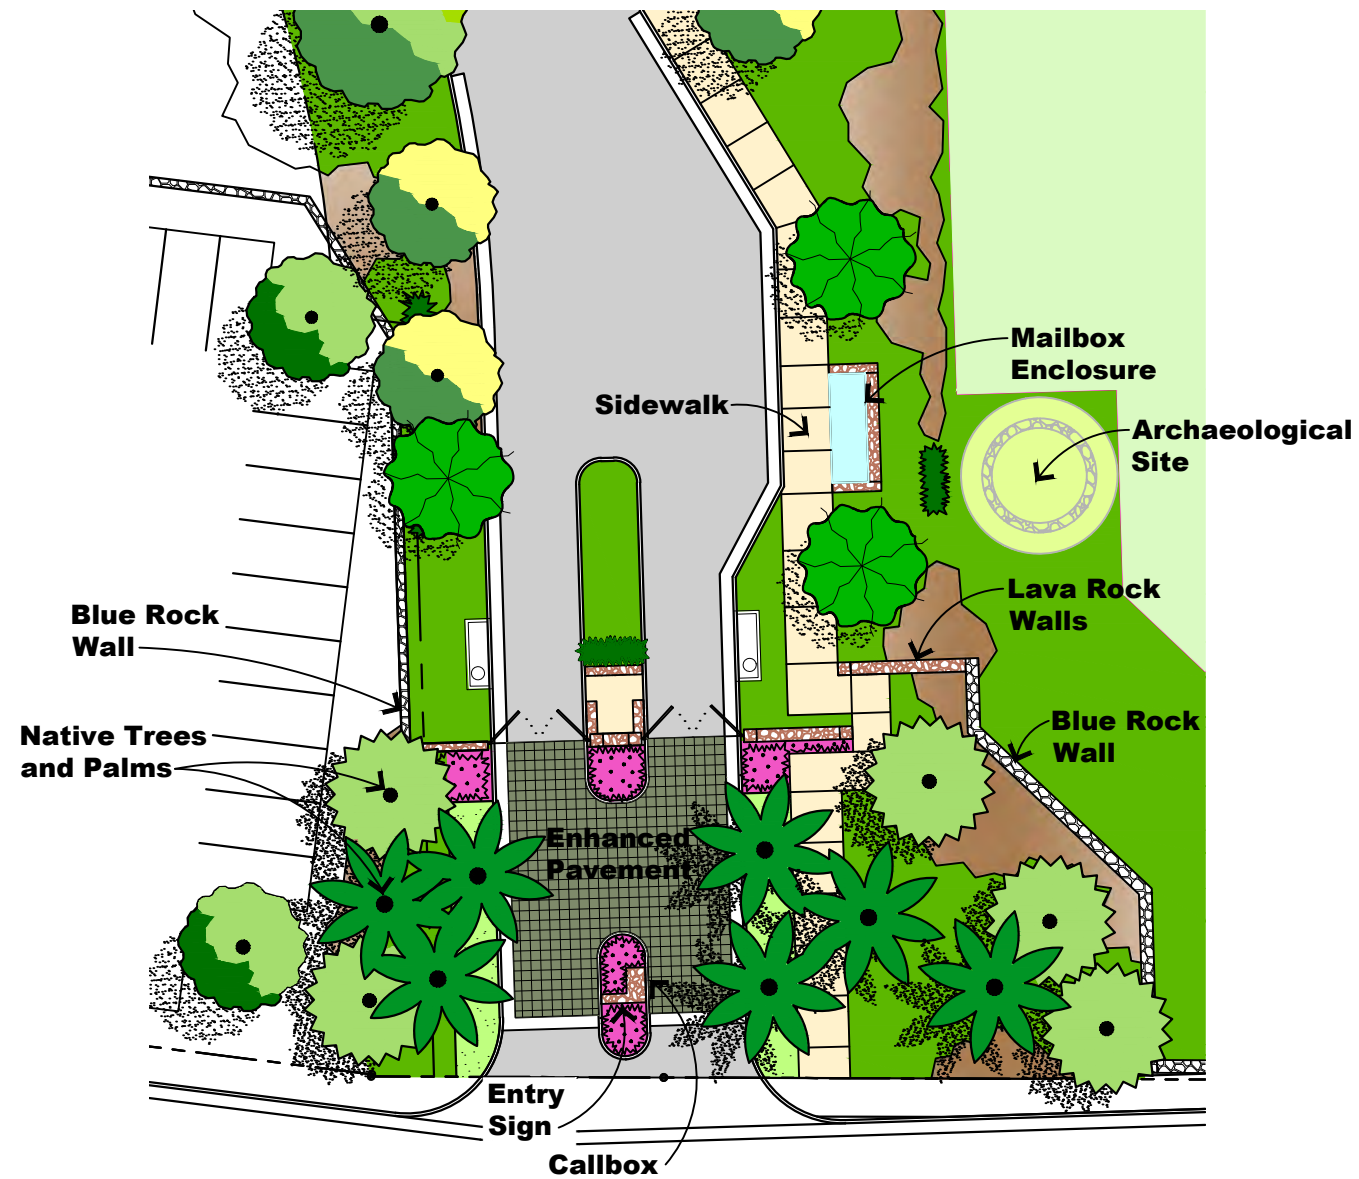 Mailbox
Enclosure
Sidewalk
Archaeological
Site
Lava Rock
Walls
Blue Rock
Wall
Blue Rock
Wall
Native Trees
and Palms
Enhanced
Pavement
Entry
Sign
Callbox